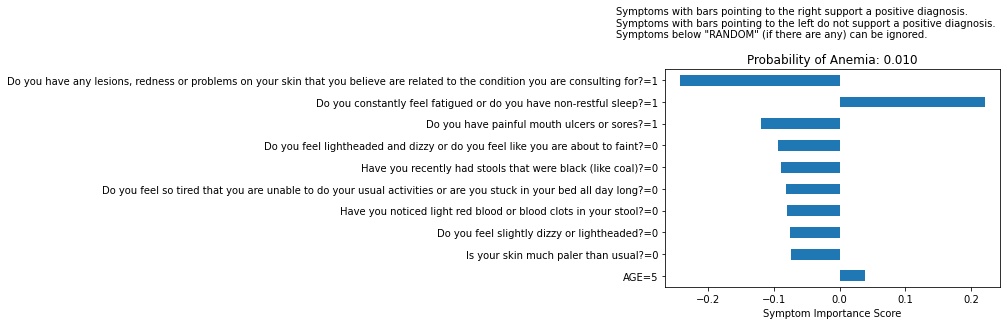 Symptoms with bars pointing to the right support a positive diagnosis.
Symptoms with bars pointing to the left do not support a positive diagnosis.
Symptoms below "RANDOM" (if there are any) can be ignored.
Probability of Anemia: 0.010
Do you have any lesions, redness or problems on your skin that you believe are related to the condition you are consulting for?=1
Do you constantly feel fatigued or do you have non-restful sleep?=1
Do you have painful mouth ulcers or sores?=1
Do you feel lightheaded and dizzy or do you feel like you are about to faint?=0
Have you recently had stools that were black (like coal)?=0
Do you feel so tired that you are unable to do your usual activities or are you stuck in your bed all day long?=0
Have you noticed light red blood or blood clots in your stool?=0
Do you feel slightly dizzy or lightheaded?=0
Is your skin much paler than usual?=0
AGE=5
−0.2 −0.1 0.0 0.1 0.2
Symptom Importance Score